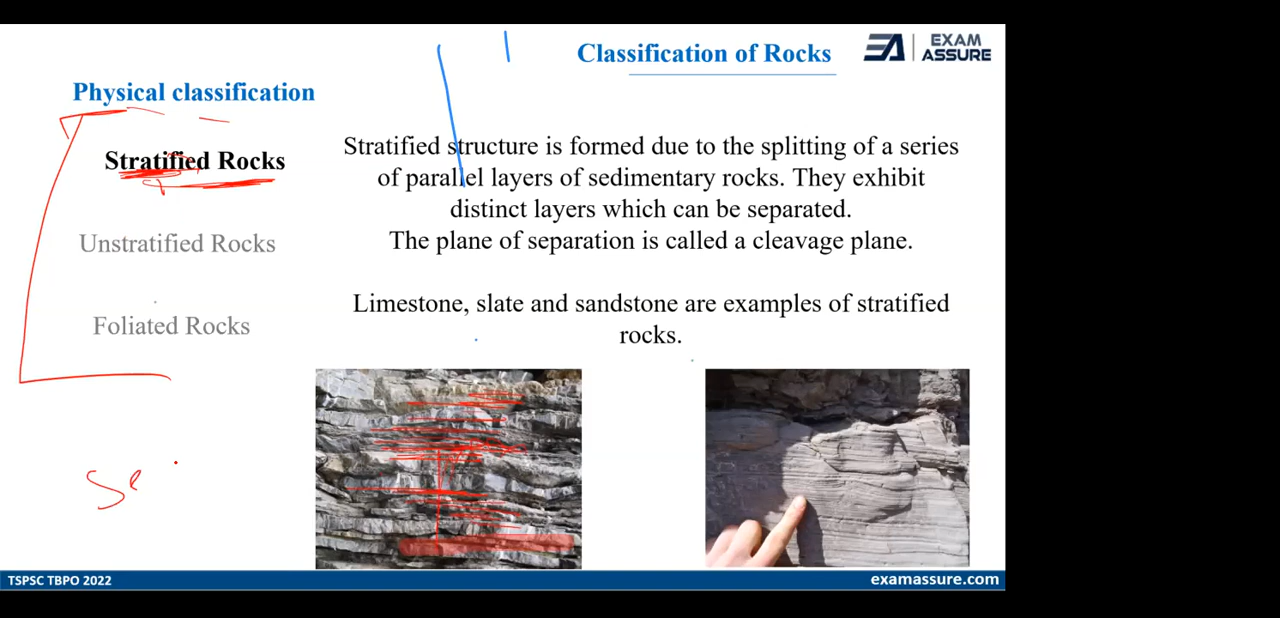 Classification of Rocks
EXAM
ASSURE
Physical classification
Stratified Rocks
Unstratified Rocks
Foliated Rocks
Stratified structure is formed due to the splitting of a series
of parallel layers of sedimentary rocks. They exhibit
distinct layers which can be separated.
The plane of separation is called a cleavage plane.
Limestone, slate and sandstone are examples of stratified
rocks.
Se
TSPSC TBPO 2022
examassure.com